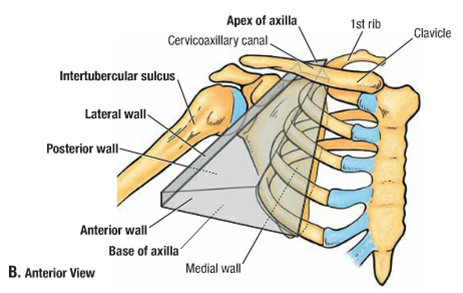 Apex of axilla
1st rib
Cervicoaxillary canal
Clavicle
Intertubercular sulcus
Lateral wall
Posterior wall
Anterior wall
Base of axilla
Medial wall
B. Anterior View